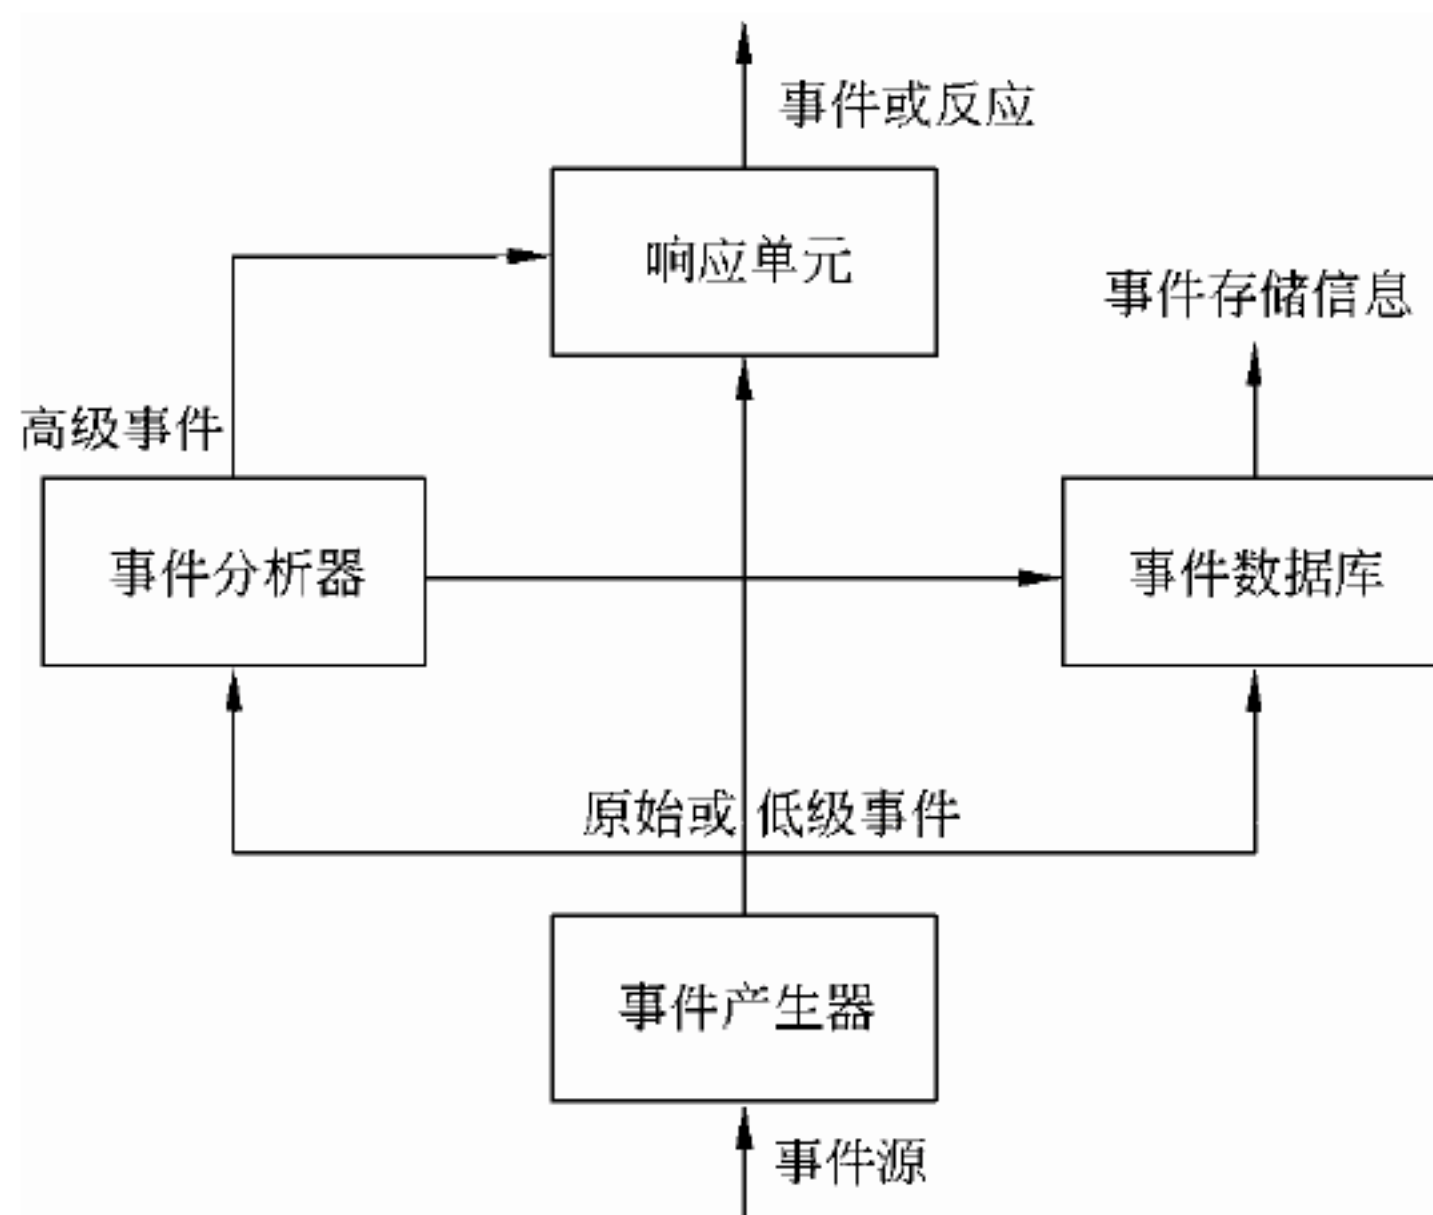 事件或反应
响应单元
事件存储信息
高级事件
事件分析器
事件数据库
原始或 低级事件
事件产生器
事件源